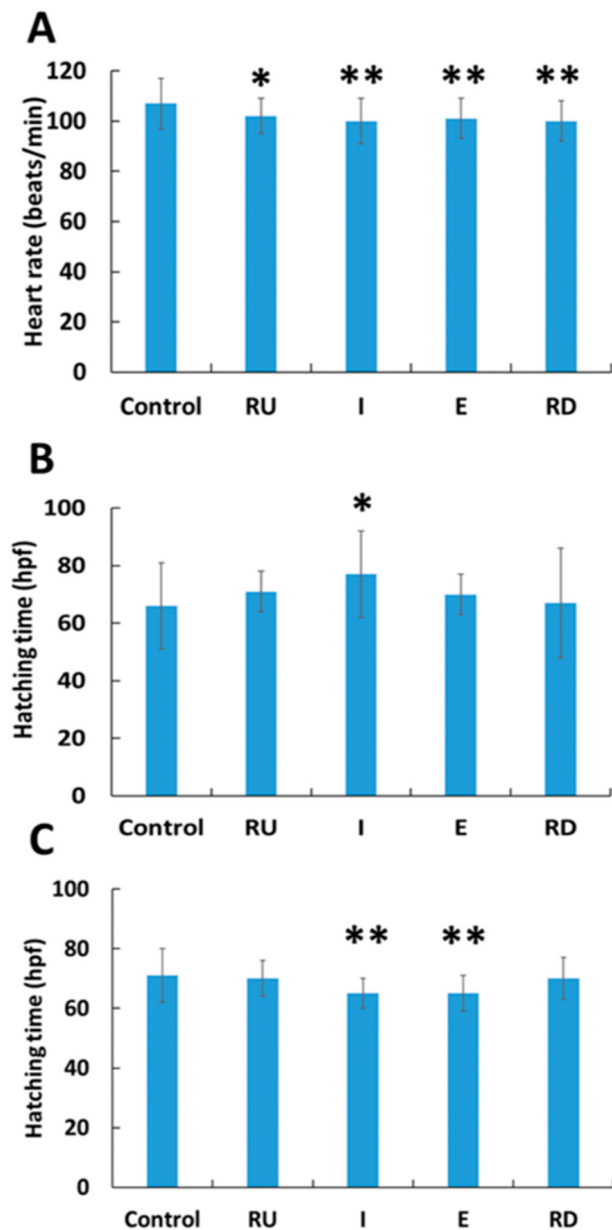 A
Heart rate (beats/min)
120
100
80
60
40
20
0
* ** ** **
Control RU I E RD
B
Hatching time (hpf)
100
80
60
40
20
0
*
Control RU I E RD
C
Hatching time (hpf)
100
80
60
40
20
0
** **
Control RU I E RD